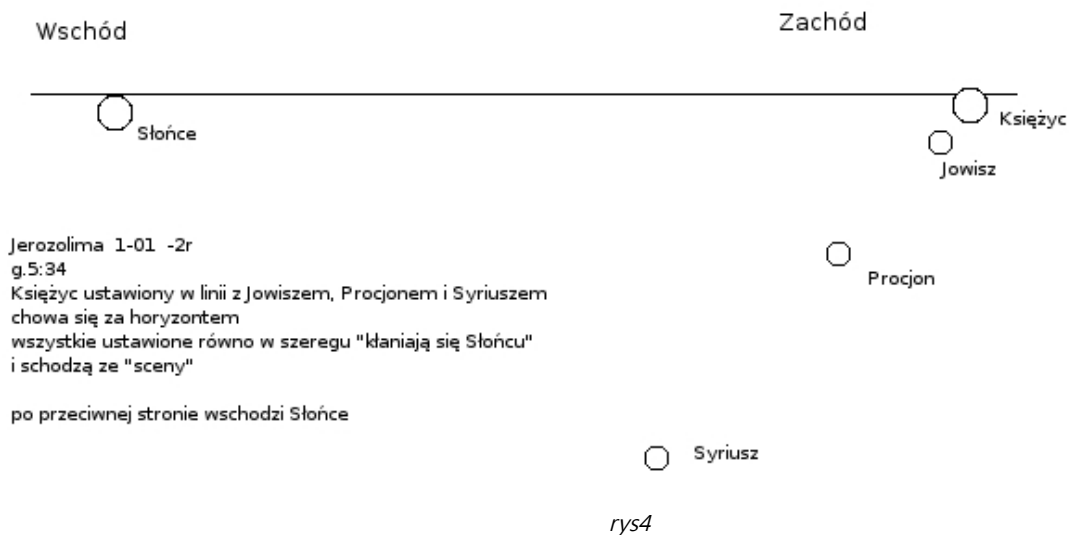 Wschód
Zachód
Słońce
Księżyc
Jowisz
Jerozolima 1-01 -2r
g.5:34
Procjon
Księżyc ustawiony w linii z Jowiszem, Procjonem i Syriuszem
chowa się za horyzontem
wszystkie ustawione równo w szeregu "kłaniają się Słońcu"
i schodzą ze "sceny"
po przeciwnej stronie wschodzi Słońce
Syriusz
rys4